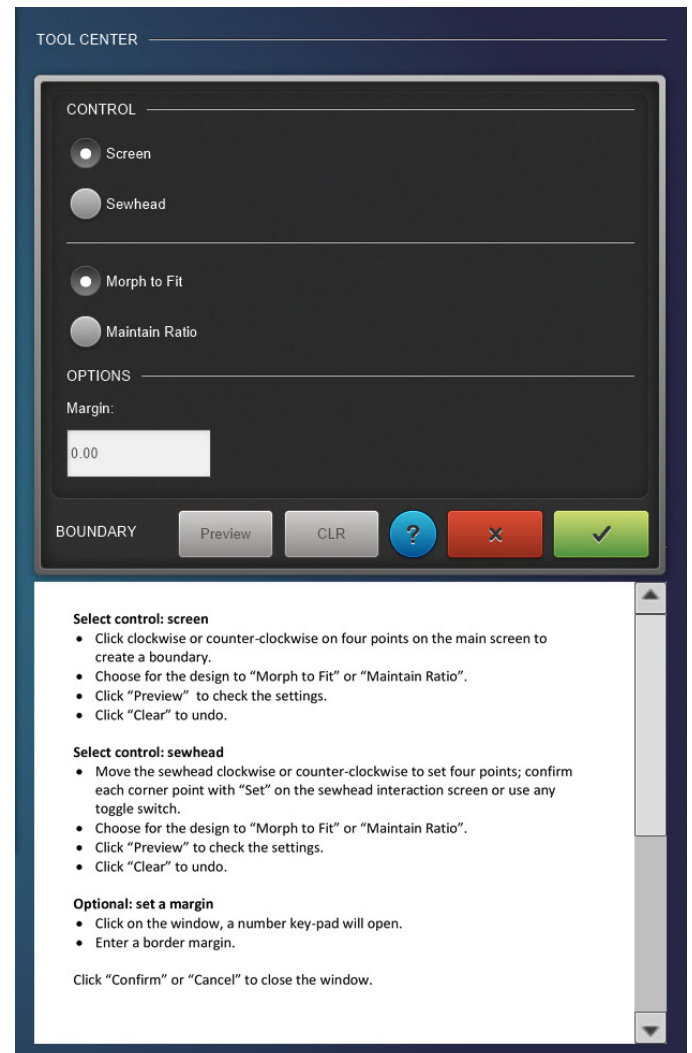 TOOL CENTER
CONTROL
Screen
Sewhead
Morph to Fit
Maintain Ratio
OPTIONS
Margin:
0.00
BOUNDARY Preview CLR ? × ✓
Select control: screen
• Click clockwise or counter-clockwise on four points on the main screen to
create a boundary.
• Choose for the design to “Morph to Fit” or “Maintain Ratio”.
• Click “Preview” to check the settings.
• Click “Clear” to undo.
Select control: sewhead
• Move the sewhead clockwise or counter-clockwise to set four points; confirm
each corner point with “Set” on the sewhead interaction screen or use any
toggle switch.
• Choose for the design to “Morph to Fit” or “Maintain Ratio”.
• Click “Preview” to check the settings.
• Click “Clear” to undo.
Optional: set a margin
• Click on the window, a number key-pad will open.
• Enter a border margin.
Click “Confirm” or “Cancel” to close the window.